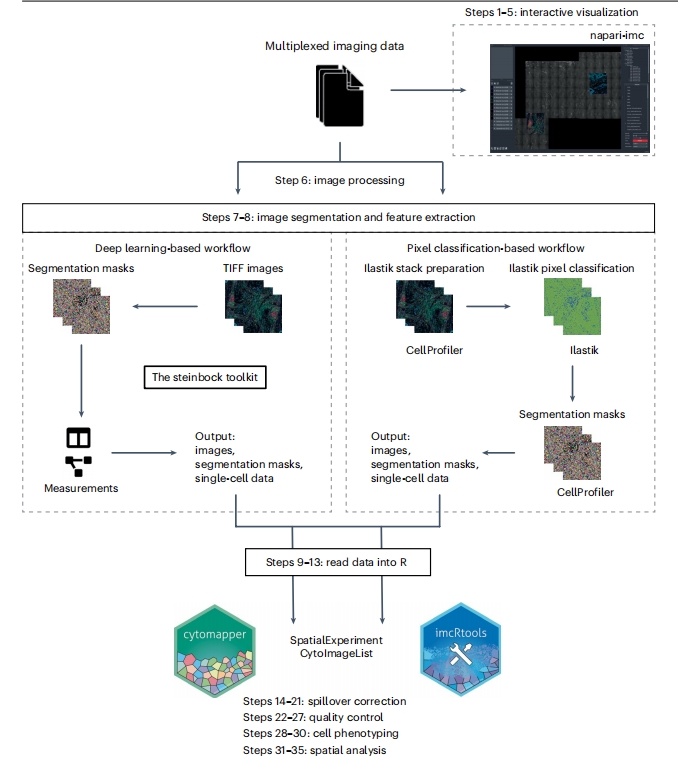 Steps 1–5: interactive visualization
napari-imc
Multiplexed imaging data
Step 6: image processing
Steps 7–8: image segmentation and feature extraction
Deep learning-based workflow
Segmentation masks
TIFF images
The steinbock toolkit
Measurements
Output:
images,
segmentation masks,
single-cell data
Pixel classification-based workflow
Ilastik stack preparation
Ilastik pixel classification
CellProfiler
Ilastik
Segmentation masks
CellProfiler
Output:
images,
segmentation masks,
single-cell data
Steps 9–13: read data into R
cytomapper
SpatialExperiment
CytoImageList
imcRtools
Steps 14–21: spillover correction
Steps 22–27: quality control
Steps 28–30: cell phenotyping
Steps 31–35: spatial analysis